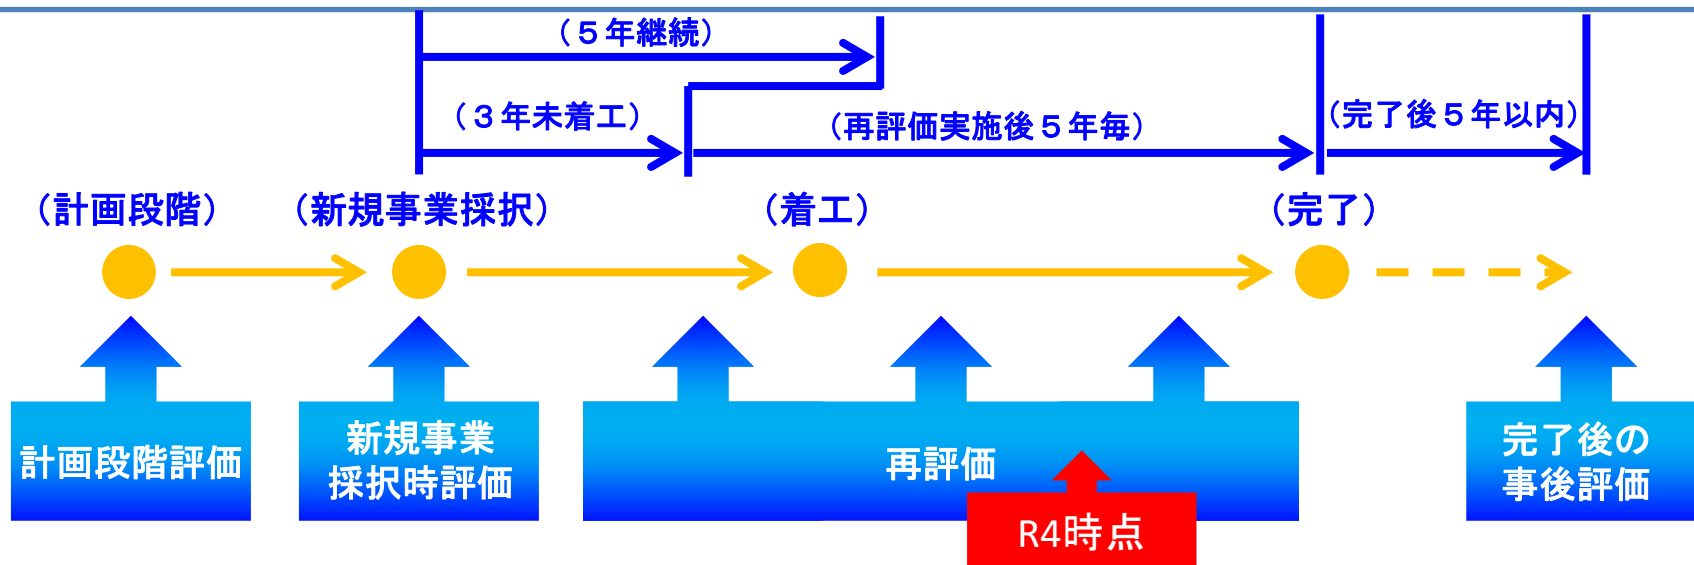 （５年継続）
（３年未着工）
（再評価実施後５年毎）
（完了後５年以内）
（計画段階）
（新規事業採択）
（着工）
（完了）
計画段階評価
新規事業
採択時評価
再評価
完了後の
事後評価
R4時点